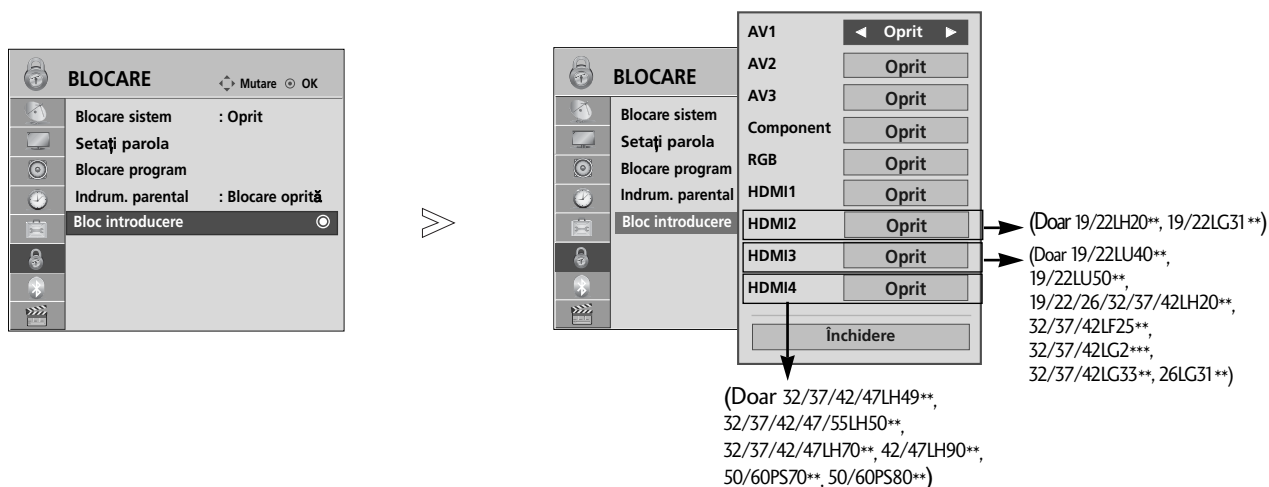 BLOCARE Mutare OK
Blocare sistem : Oprit
Setați parola
Blocare program
Indrum. parental : Blocare oprită
Bloc introducere
BLOCARE
Blocare sistem
Setați parola
Blocare program
Indrum. parental
Bloc introducere
AV1 ◄ Oprit ►
AV2 Oprit
AV3 Oprit
Component Oprit
RGB Oprit
HDMI1 Oprit
HDMI2 Oprit
HDMI3 Oprit
HDMI4 Oprit
Închidere
(Doar 19/22LH20**, 19/22LG31**)
(Doar 19/22LU40**,
19/22LU50**,
19/22/26/32/37/42LH20**,
32/37/42LF25**,
32/37/42LG2***,
32/37/42LG33**, 26LG31**)
(Doar 32/37/42/47LH49**,
32/37/42/47/55LH50**,
32/37/42/47LH70**, 42/47LH90**,
50/60PS70**, 50/60PS80**)